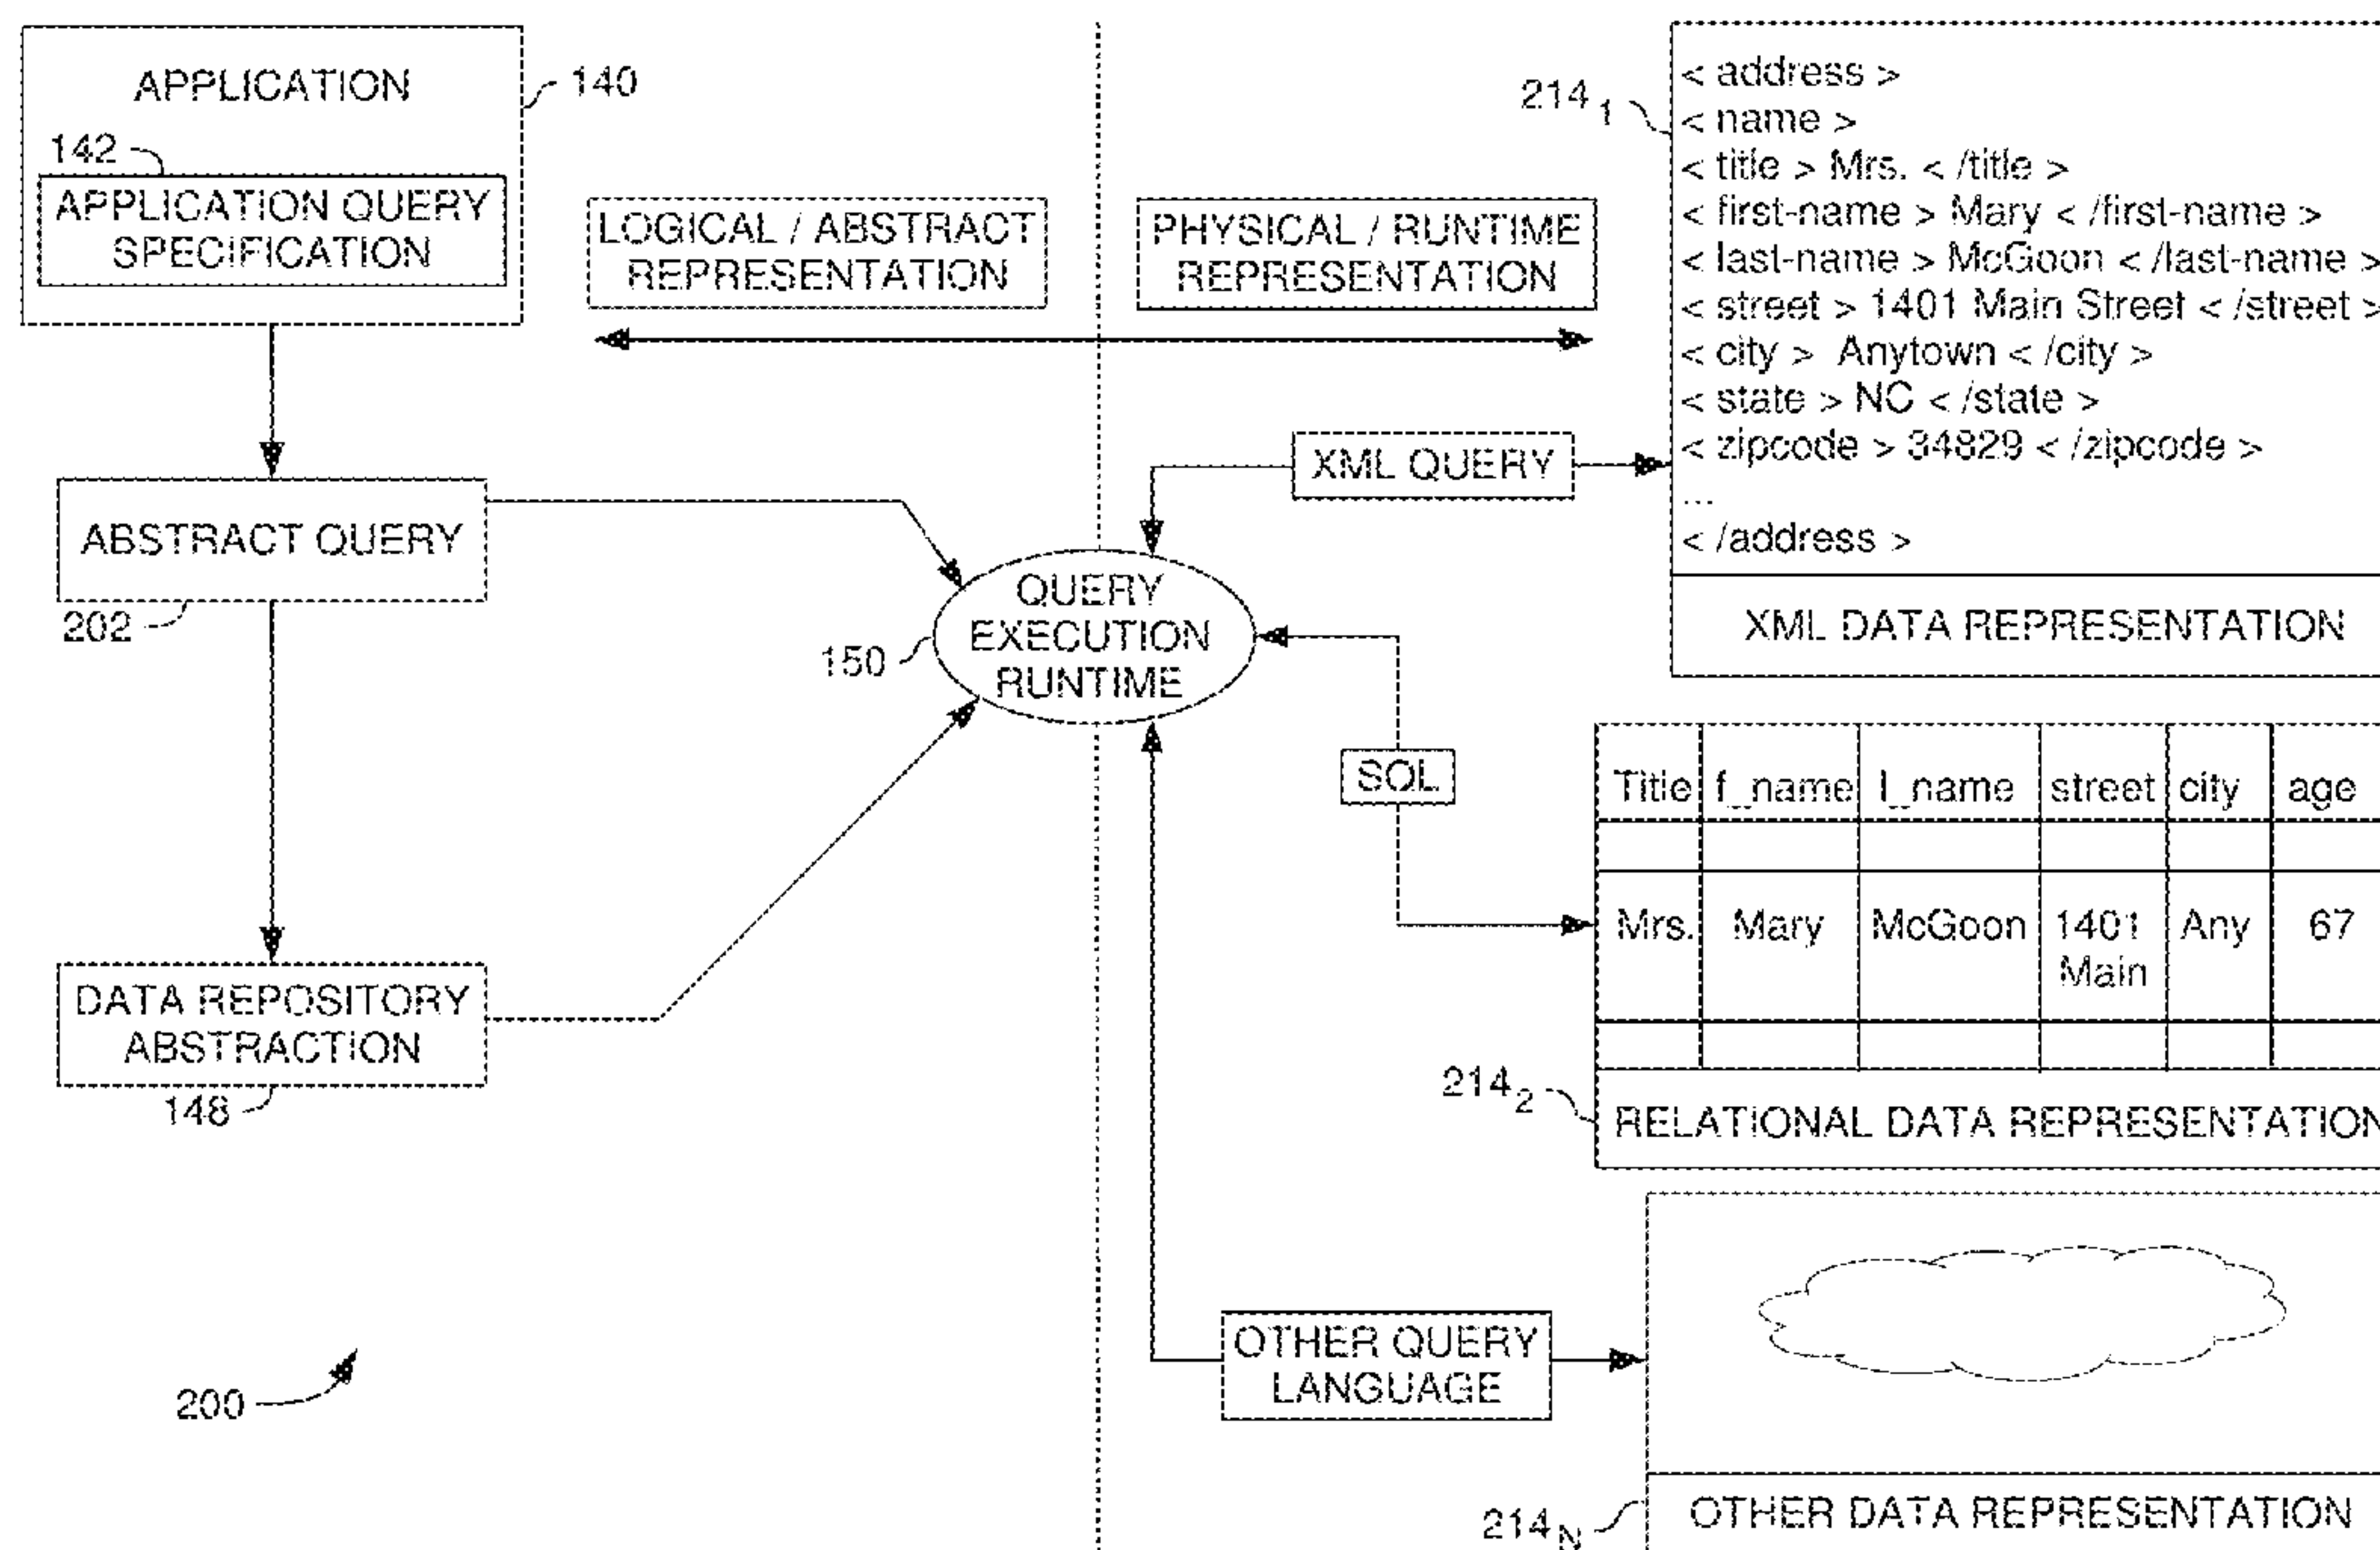 APPLICATION
140
142
APPLICATION QUERY
SPECIFICATION
LOGICAL / ABSTRACT
REPRESENTATION
PHYSICAL / RUNTIME
REPRESENTATION
214 1
< address >
< name >
< title > Mrs. < /title >
< first-name > Mary < /first-name >
< last-name > McGoon < /last-name >
< street > 1401 Main Street < /street >
< city > Anytown < /city >
< state > NC < /state >
< zipcode > 34829 < /zipcode >
...
< /address >
XML DATA REPRESENTATION
XML QUERY
ABSTRACT QUERY
202
QUERY
EXECUTION
RUNTIME
150
SQL
Title f_name l_name street city age
Mrs. Mary McGoon 1401 Any 67
Main
214 2
RELATIONAL DATA REPRESENTATION
DATA REPOSITORY
ABSTRACTION
148
OTHER QUERY
LANGUAGE
200
214 N
OTHER DATA REPRESENTATION